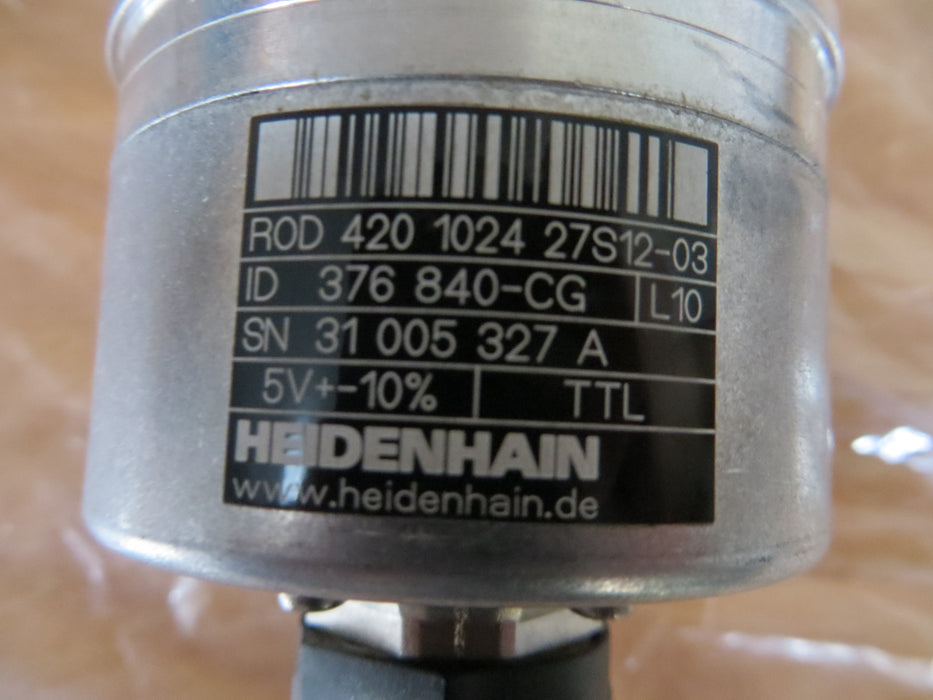 ROD 420 1024 27S12-03
ID 376 840-CG L10
SN 31 005 327 A
5V+-10% TTL
HEIDENHAIN
www.heidenhain.de